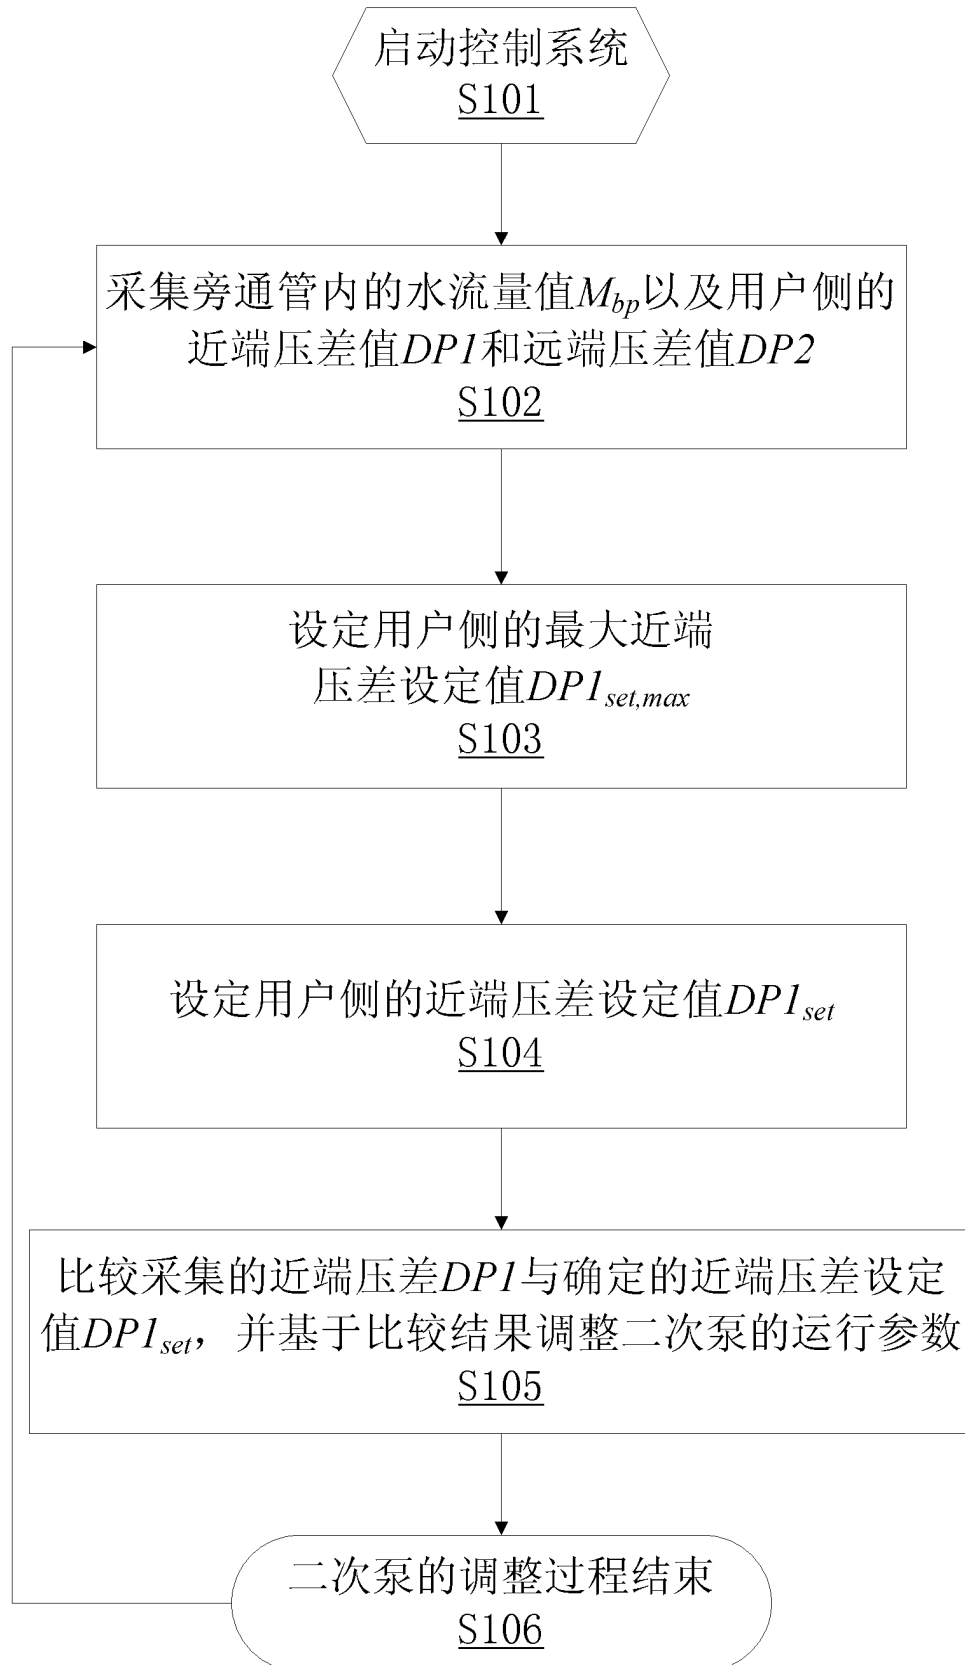 启动控制系统
S101
采集旁通管内的水流量值Mbp以及用户侧的
近端压差值DP1和远端压差值DP2
S102
设定用户侧的最大近端
压差设定值DP1set,max
S103
设定用户侧的近端压差设定值DP1set
S104
比较采集的近端压差DP1与确定的近端压差设定
值DP1set，并基于比较结果调整二次泵的运行参数
S105
二次泵的调整过程结束
S106